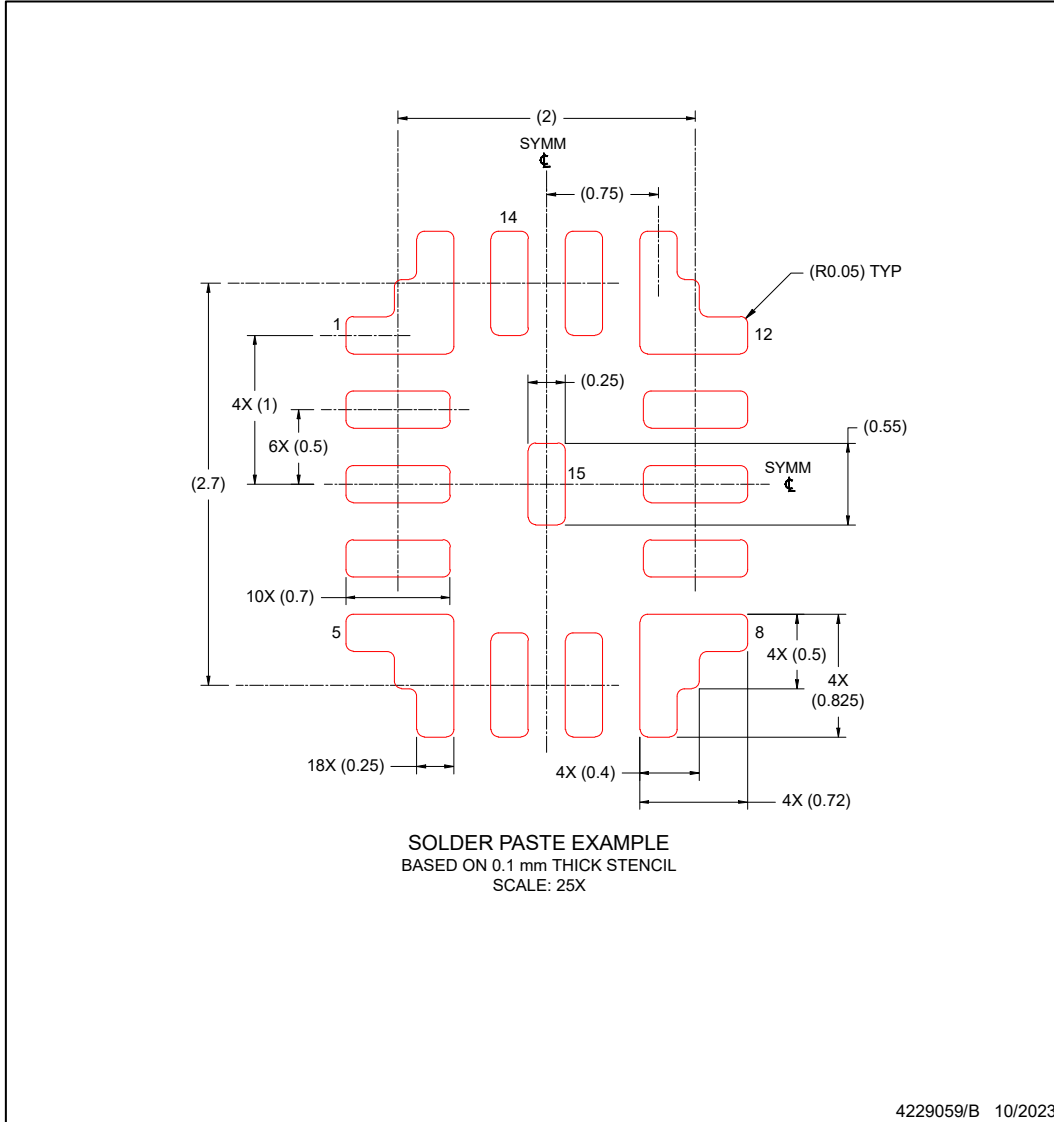 (2)
SYMM
℄
(0.75)
14
(R0.05) TYP
1
12
(0.25)
4X (1)
(0.55)
6X (0.5)
15
SYMM
℄
(2.7)
10X (0.7)
5
8
4X (0.5)
4X
(0.825)
18X (0.25)
4X (0.4)
4X (0.72)
SOLDER PASTE EXAMPLE
BASED ON 0.1 mm THICK STENCIL
SCALE: 25X
4229059/B 10/2023